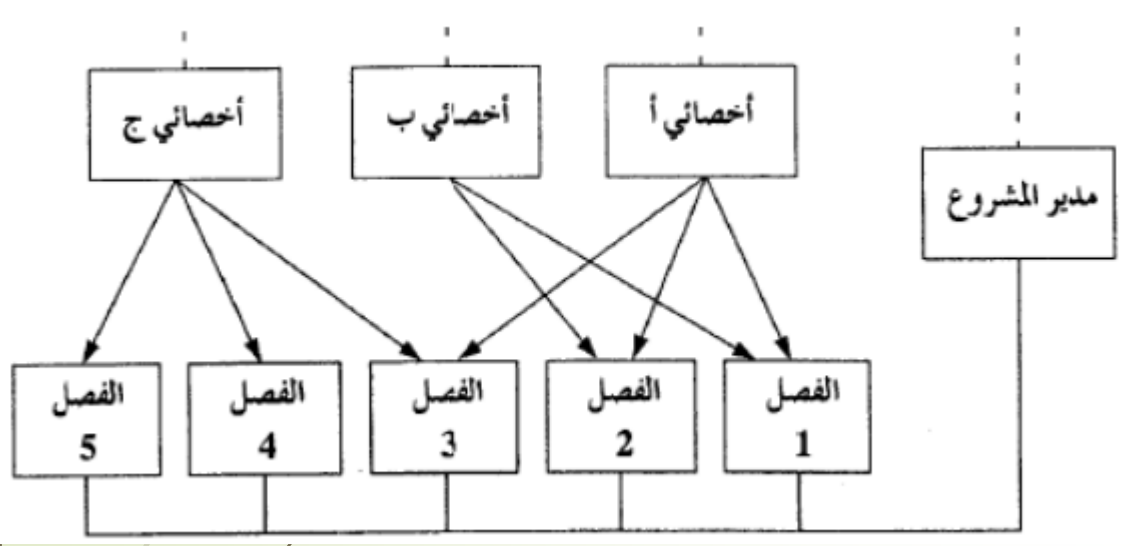 أخصائي أ
أخصائي ب
أخصائي ج
مدير المشروع
الفصل
1
الفصل
2
الفصل
3
الفصل
4
الفصل
5